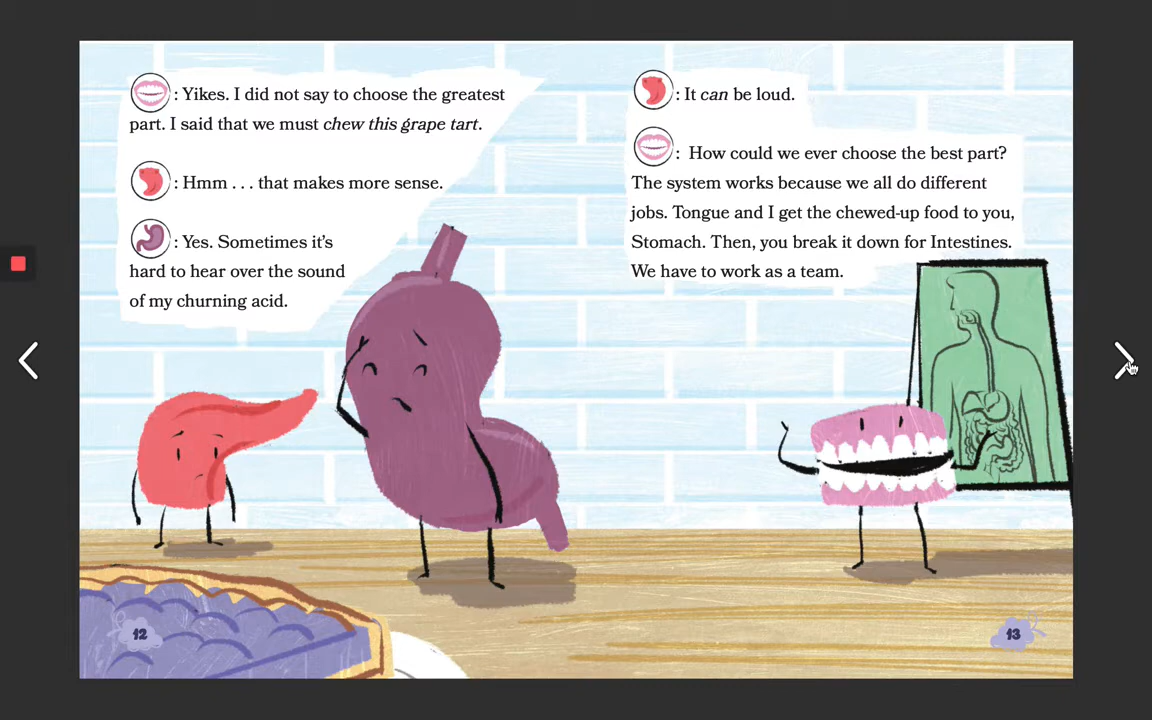 : Yikes. I did not say to choose the greatest
part. I said that we must chew this grape tart.
: Hmm . . . that makes more sense.
: Yes. Sometimes it's
hard to hear over the sound
of my churning acid.
12
: It can be loud.
: How could we ever choose the best part?
The system works because we all do different
jobs. Tongue and I get the chewed-up food to you,
Stomach. Then, you break it down for Intestines.
We have to work as a team.
13